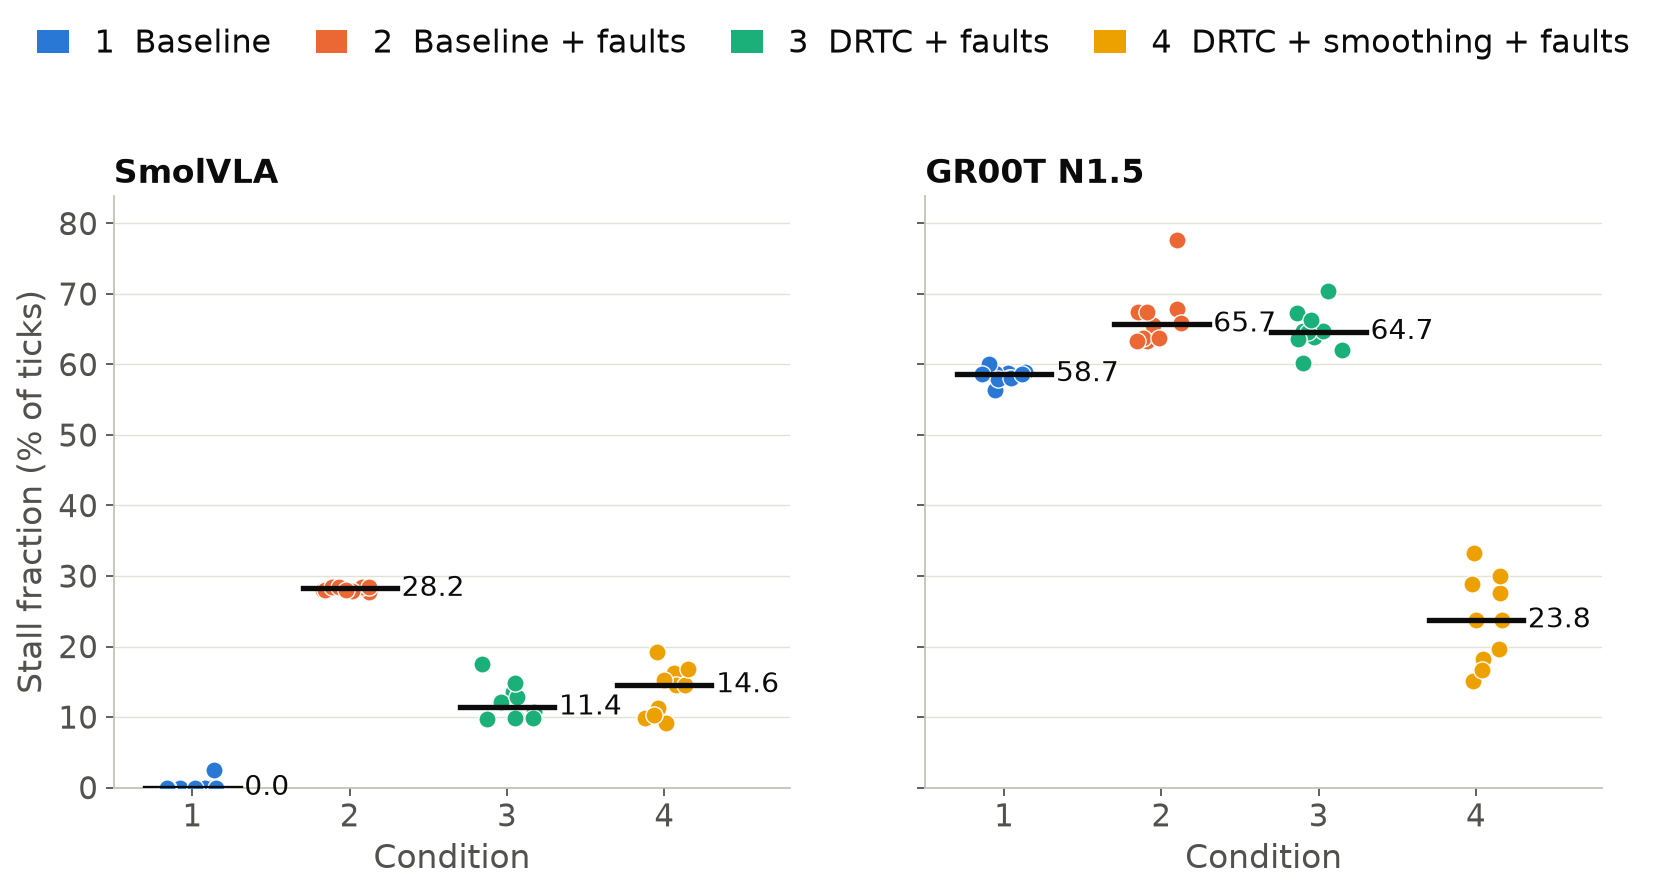 1 Baseline 2 Baseline + faults 3 DRTC + faults 4 DRTC + smoothing + faults
SmolVLA
GR00T N1.5
Stall fraction (% of ticks)
80
70
60
50
40
30
20
10
0
0.0
28.2
11.4
14.6
58.7
65.7
64.7
23.8
1 2 3 4
1 2 3 4
Condition
Condition